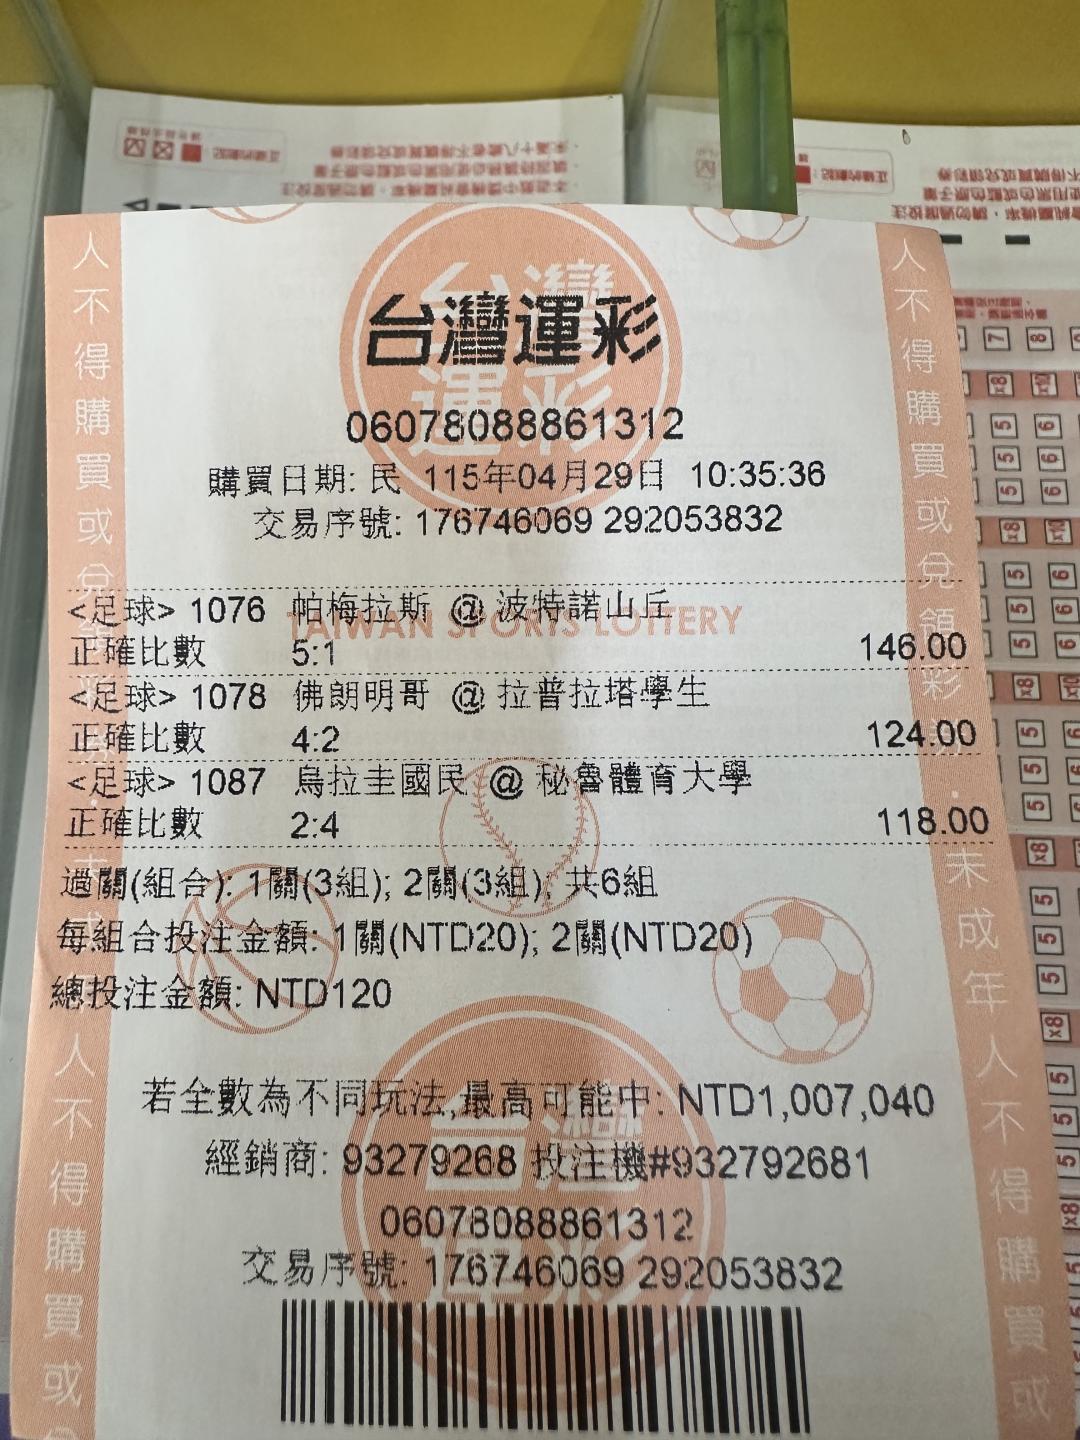 台灣運彩
06078088861312
購買日期: 民 115年04月29日 10:35:36
交易序號: 176746069 292053832
<足球> 1076 帕梅拉斯 @ 波特諾山丘
TAIWAN SPORTS LOTTERY
正確比數 5:1 146.00
<足球> 1078 佛朗明哥 @ 拉普拉塔學生
正確比數 4:2 124.00
<足球> 1087 烏拉圭國民 @ 秘魯體育大學
正確比數 2:4 118.00
過關(組合): 1關(3組); 2關(3組); 共6組
每組合投注金額: 1關(NTD20); 2關(NTD20)
總投注金額: NTD120
若全數為不同玩法,最高可能中: NTD1,007,040
經銷商: 93279268 投注機#932792681
06078088861312
交易序號: 176746069 292053832
人不得購買或兌領彩
未成年人不得購買或
人不得購買或